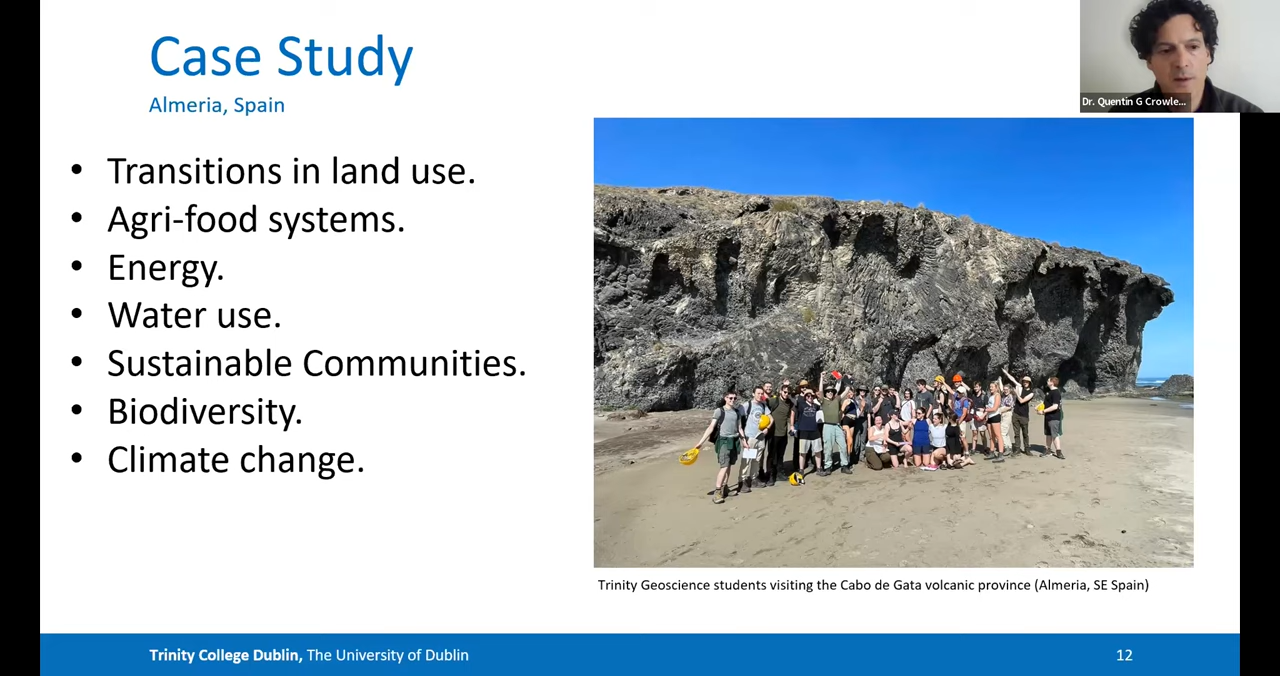 Case Study
Almeria, Spain
• Transitions in land use.
• Agri-food systems.
• Energy.
• Water use.
• Sustainable Communities.
• Biodiversity.
• Climate change.
Dr. Quentin G Crowle...
Trinity Geoscience students visiting the Cabo de Gata volcanic province (Almeria, SE Spain)
Trinity College Dublin, The University of Dublin
12